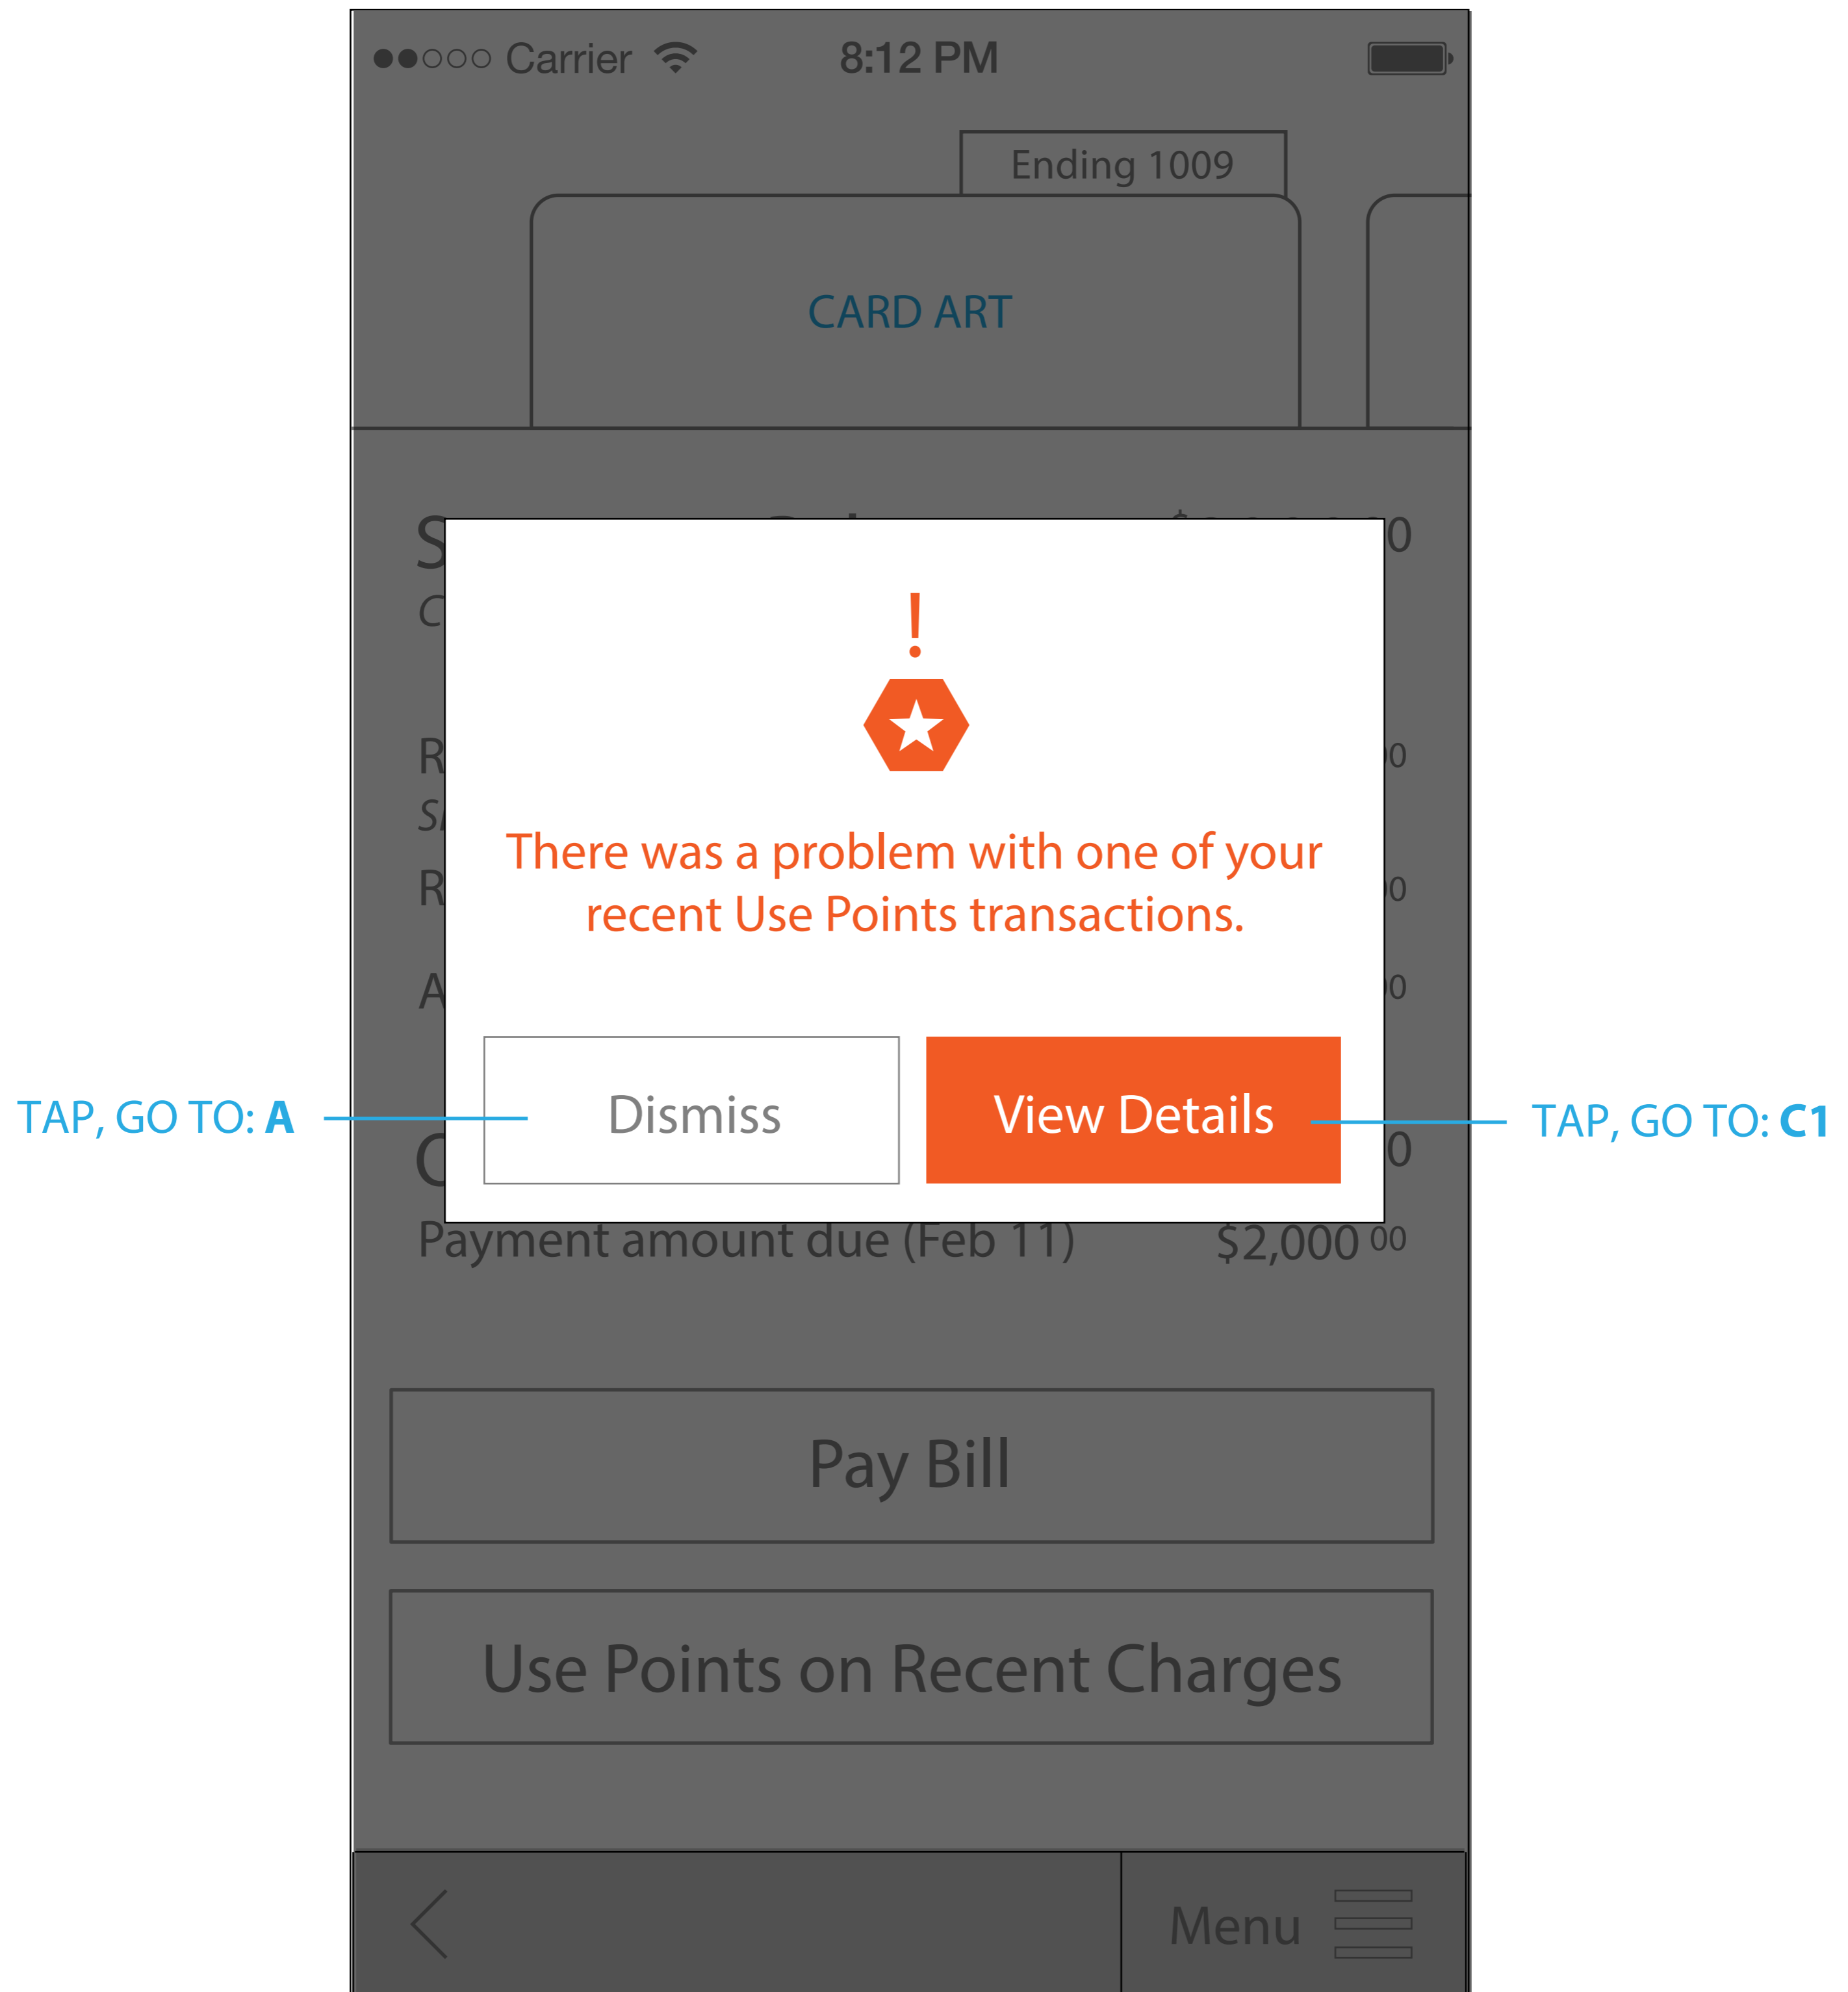 Carrier 8:12 PM
Ending 1009
CARD ART
There was a problem with one of your
recent Use Points transactions.
Dismiss
View Details
TAP, GO TO: A
TAP, GO TO: C1
Payment amount due (Feb 11) $2,000 00
Pay Bill
Use Points on Recent Charges
Menu